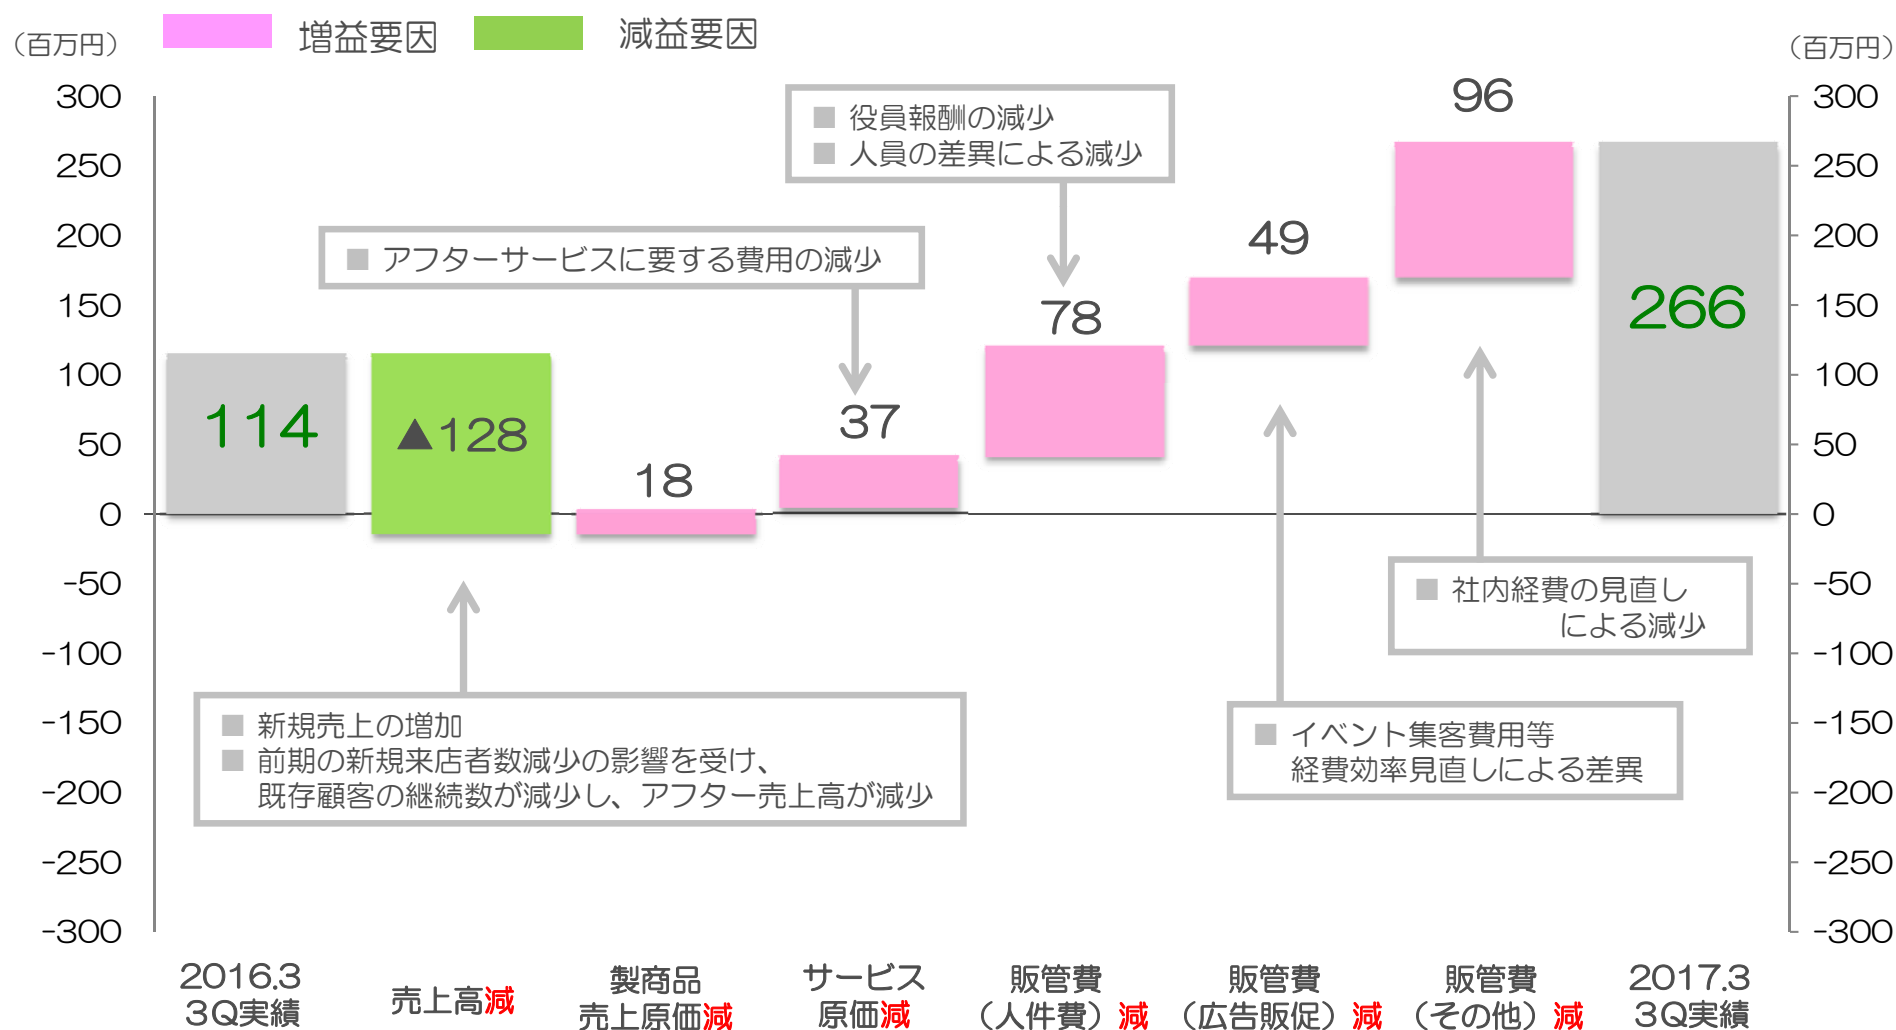 （百万円）
増益要因
減益要因
（百万円）
300
250
200
150
100
50
0
-50
-100
-150
-200
-250
-300
300
250
200
150
100
50
0
-50
-100
-150
-200
-250
-300
■ 役員報酬の減少
■ 人員の差異による減少
■ アフターサービスに要する費用の減少
114
▲128
18
37
78
49
96
266
■ 社内経費の見直し
による減少
■ 新規売上の増加
■ 前期の新規来店者数減少の影響を受け、
既存顧客の継続数が減少し、アフター売上高が減少
■ イベント集客費用等
経費効率見直しによる差異
2016.3
3Q実績
売上高減
製商品
売上原価減
サービス
原価減
販管費
（人件費）減
販管費
（広告販促）減
販管費
（その他）減
2017.3
3Q実績